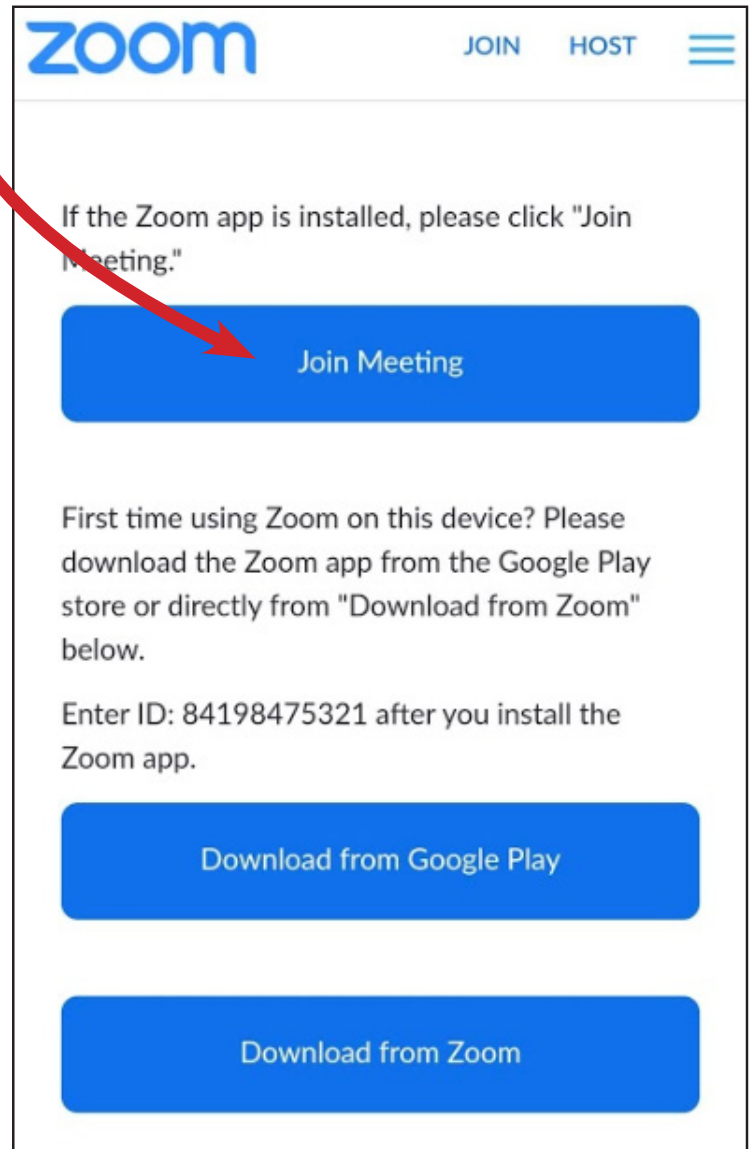 zoom JOIN HOST
If the Zoom app is installed, please click "Join
Meeting."
Join Meeting
First time using Zoom on this device? Please
download the Zoom app from the Google Play
store or directly from "Download from Zoom"
below.
Enter ID: 84198475321 after you install the
Zoom app.
Download from Google Play
Download from Zoom